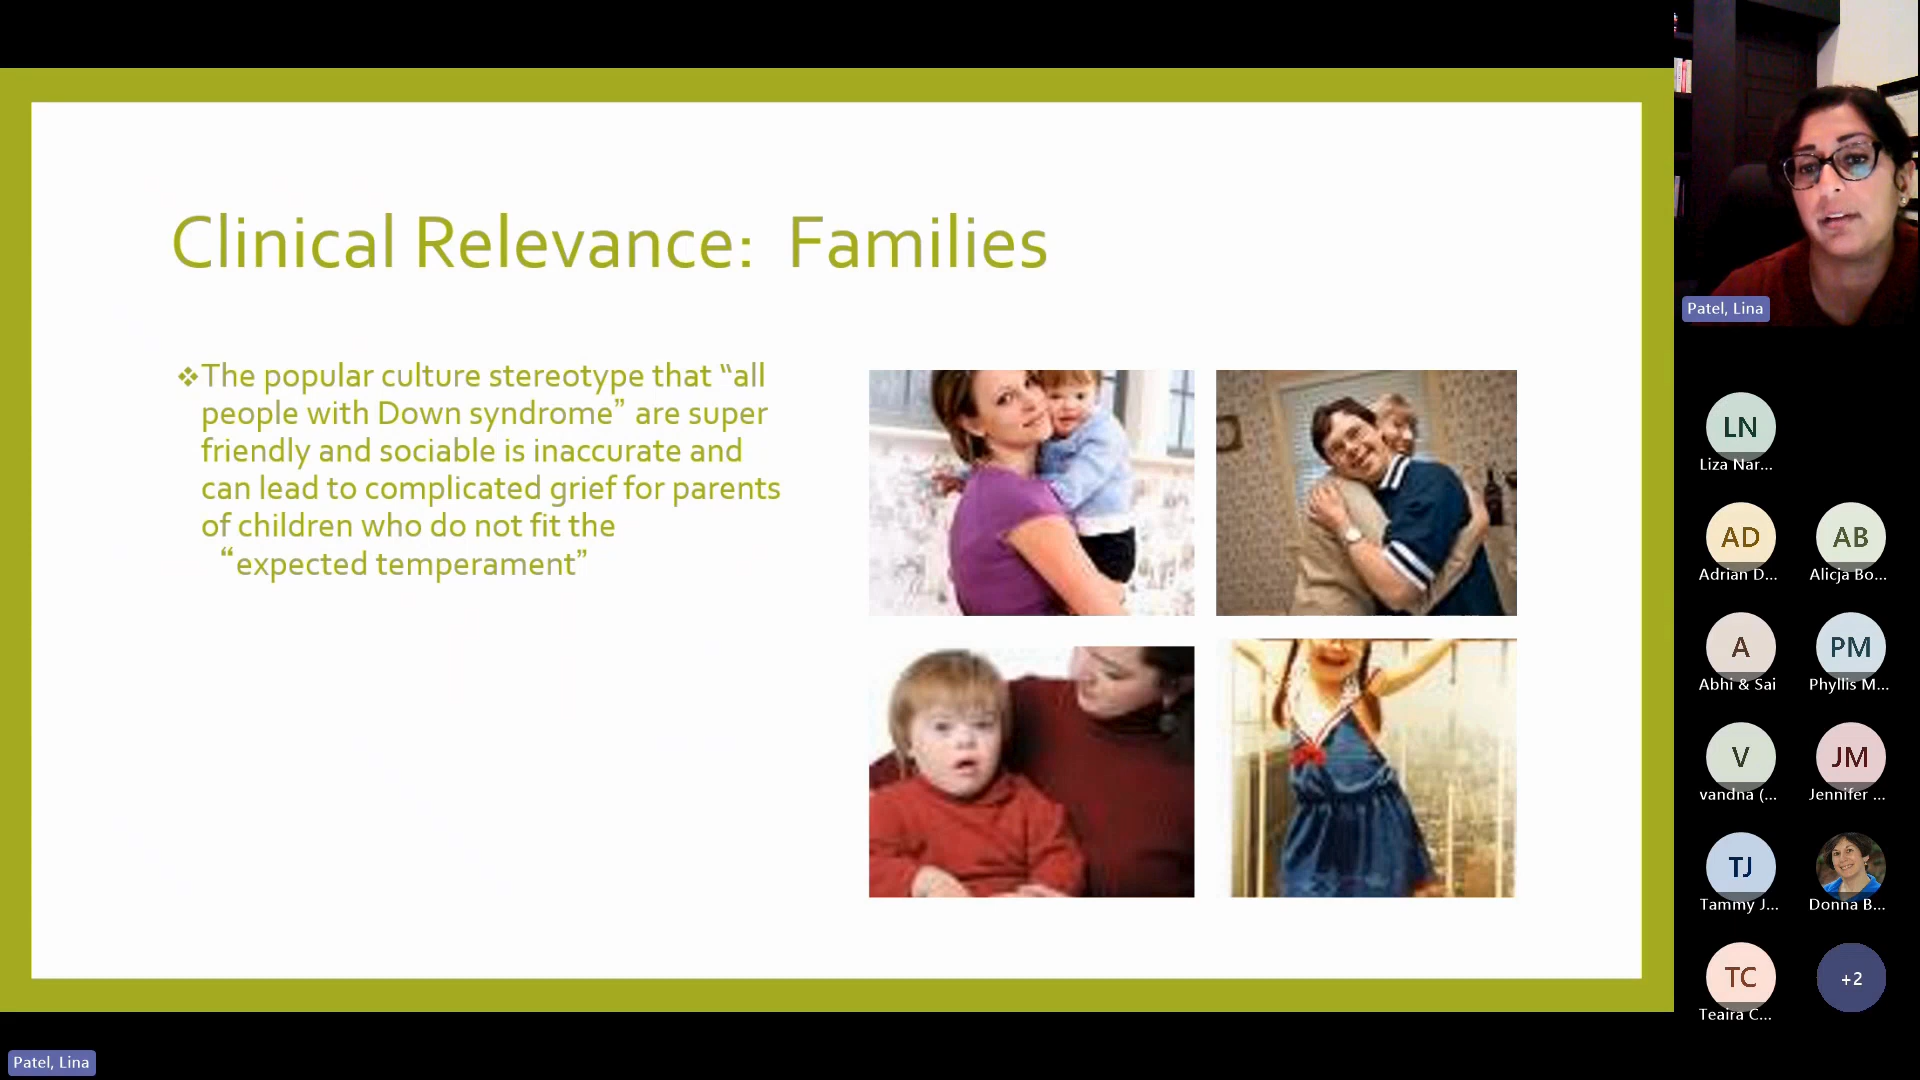 Clinical Relevance: Families
❖The popular culture stereotype that “all
people with Down syndrome” are super
friendly and sociable is inaccurate and
can lead to complicated grief for parents
of children who do not fit the
“expected temperament”
Patel, Lina
LN
Liza Nar...
AD
Adrian D...
AB
Alicja Bo...
A
Abhi & Sai
PM
Phyllis M...
V
vandna (...
JM
Jennifer ...
TJ
Tammy J...
Donna B...
TC
Teaira C...
+2
Patel, Lina